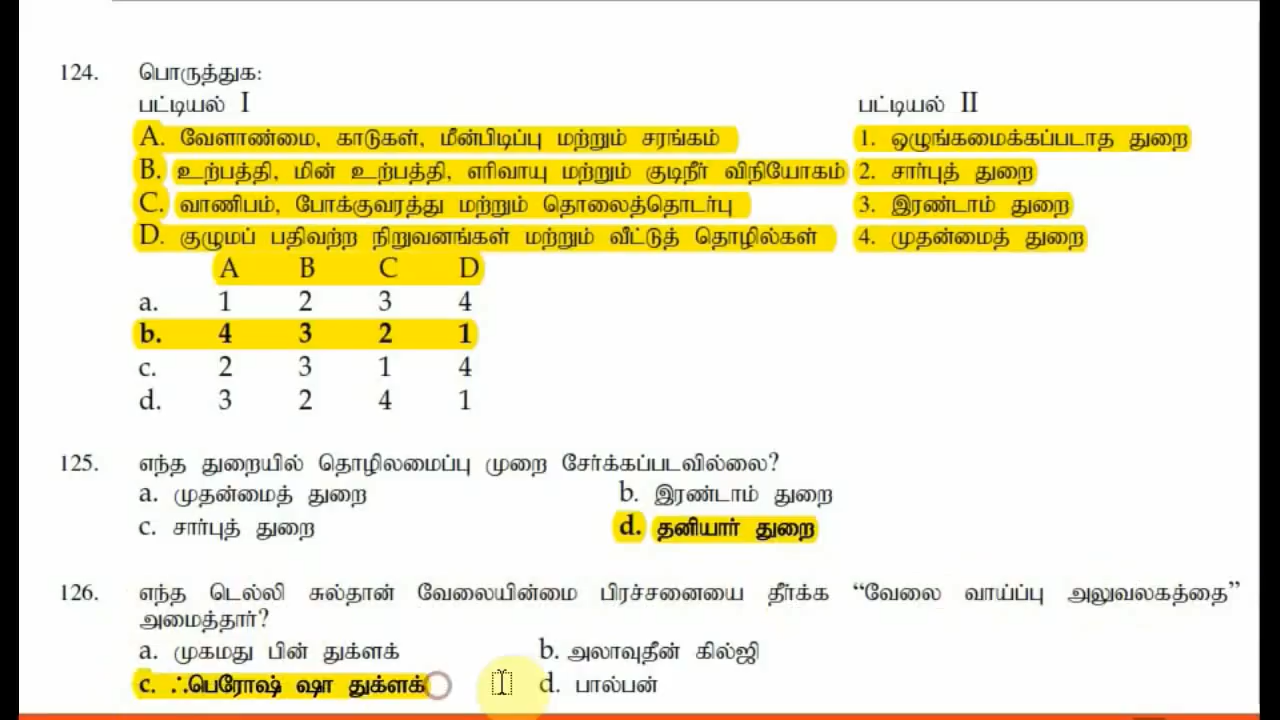 124. பொருத்துக:
பட்டியல் I பட்டியல் II
A. வேளாண்மை, காடுகள், மீன்பிடிப்பு மற்றும் சரங்கம் 1. ஒழுங்கமைக்கப்படாத துறை
B. உற்பத்தி, மின் உற்பத்தி, எரிவாயு மற்றும் குடிநீர் விநியோகம் 2. சார்புத் துறை
C. வாணிபம், போக்குவரத்து மற்றும் தொலைத்தொடர்பு 3. இரண்டாம் துறை
D. குழுமப் பதிவற்ற நிறுவனங்கள் மற்றும் வீட்டுத் தொழில்கள் 4. முதன்மைத் துறை
A B C D
a. 1 2 3 4
b. 4 3 2 1
c. 2 3 1 4
d. 3 2 4 1
125. எந்த துறையில் தொழிலமைப்பு முறை சேர்க்கப்படவில்லை?
a. முதன்மைத் துறை b. இரண்டாம் துறை
c. சார்புத் துறை d. தனியார் துறை
126. எந்த டெல்லி சுல்தான் வேலையின்மை பிரச்சனையை தீர்க்க “வேலை வாய்ப்பு அலுவலகத்தை”
அமைத்தார்?
a. முகமது பின் துக்ளக் b. அலாவுதீன் கில்ஜி
c. ஃபெரோஷ் ஷா துக்ளக் d. பால்பன்